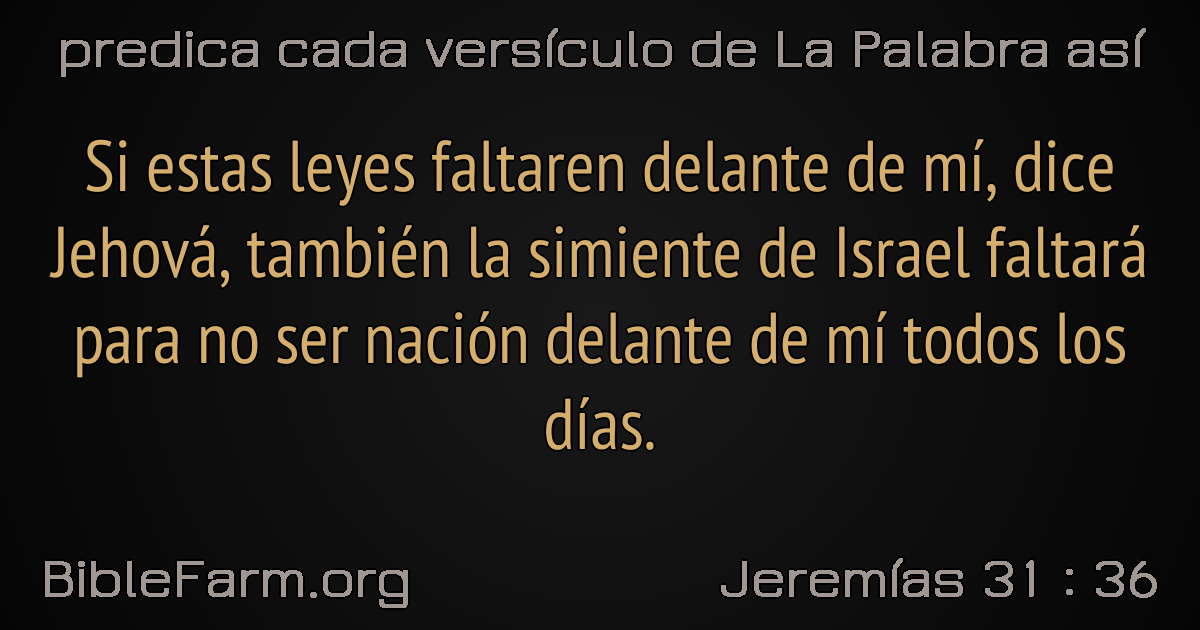 predica cada versículo de La Palabra así
Si estas leyes faltaren delante de mí, dice
Jehová, también la simiente de Israel faltará
para no ser nación delante de mí todos los
días.
BibleFarm.org
Jeremías 31 : 36